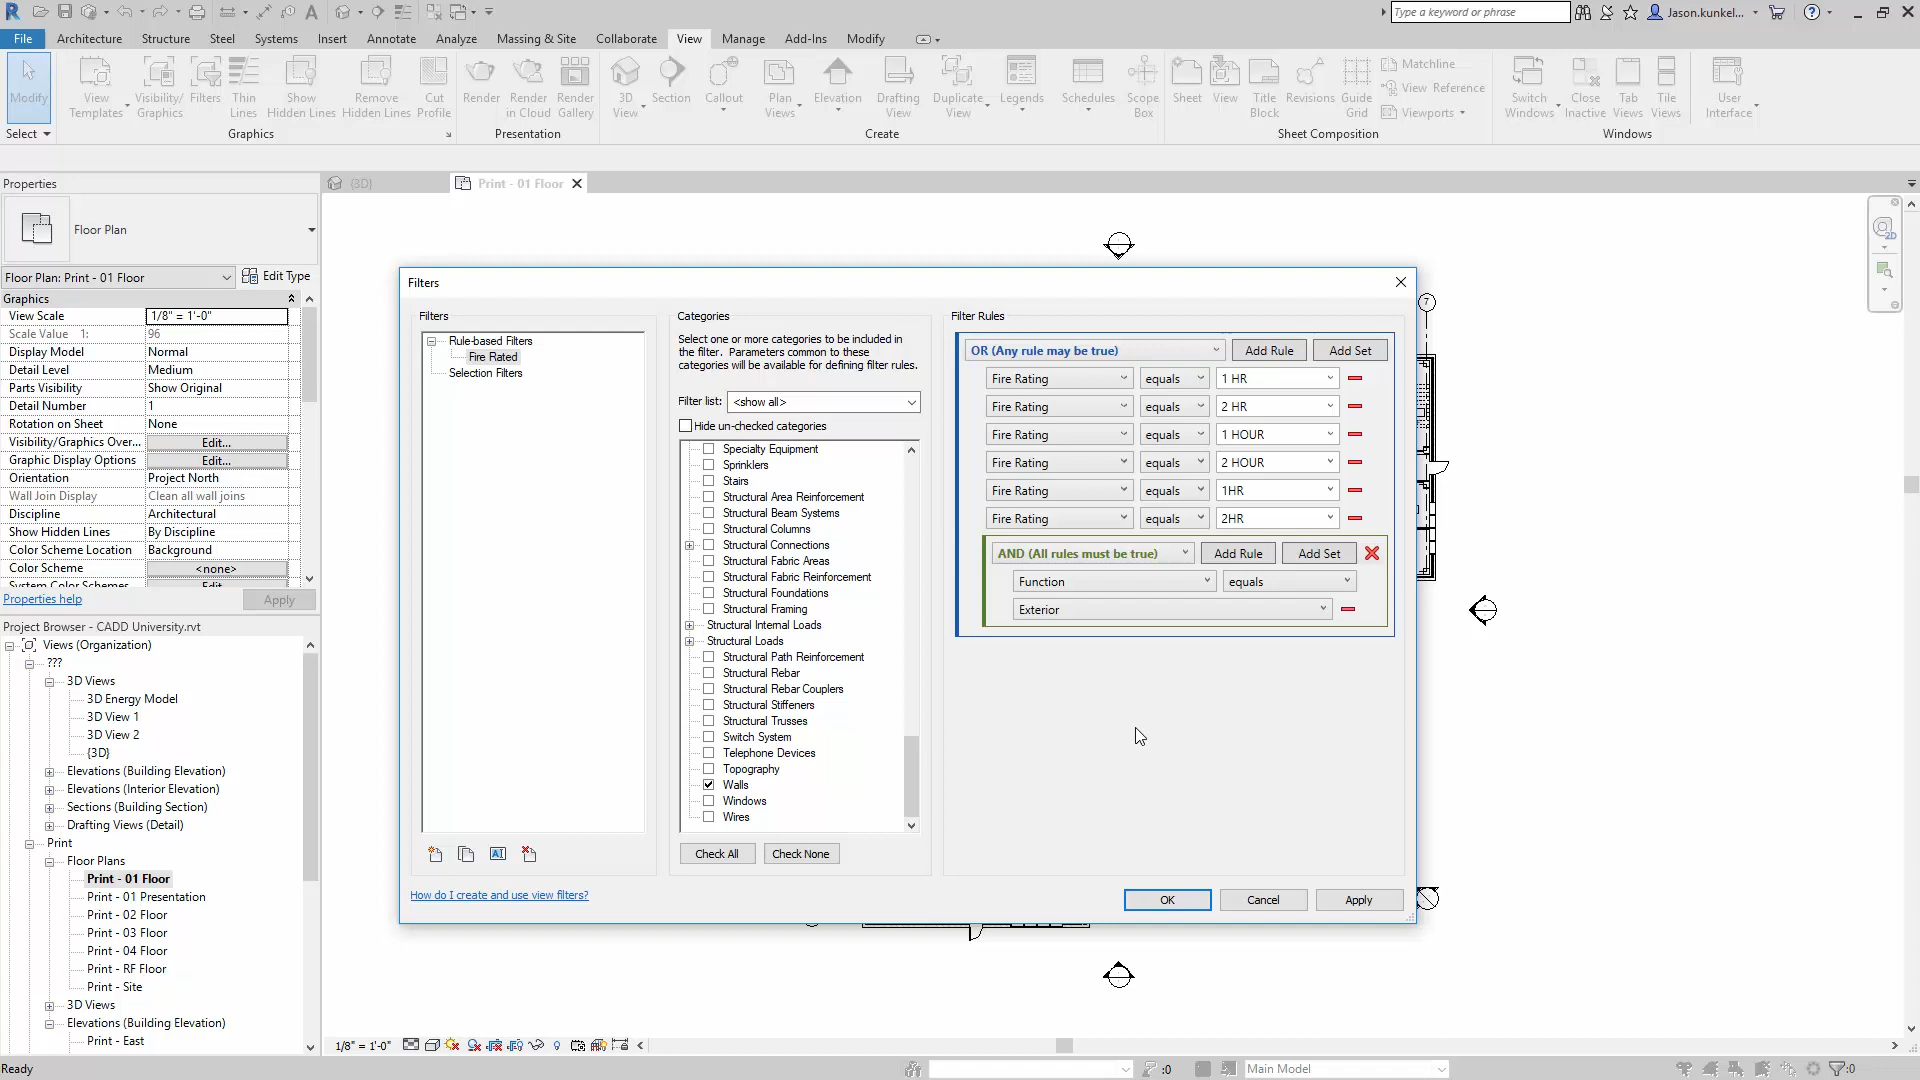 Type a keyword or phrase
Jason.kunkel...
File Architecture Structure Steel Systems Insert Annotate Analyze Massing & Site Collaborate View Manage Add-Ins Modify
Modify
View Templates
Visibility/ Graphics
Filters
Thin Lines
Show Hidden Lines
Remove Hidden Lines
Cut Profile
Render
Render in Cloud
Render Gallery
3D View
Section
Callout
Plan Views
Elevation
Drafting View
Duplicate View
Legends
Schedules
Scope Box
Sheet
View
Title Block
Revisions
Guide Grid
Matchline
View Reference
Viewports
Switch Windows
Close Inactive
Tab Views
Tile Views
User Interface
Select Graphics Presentation Create Sheet Composition Windows
Properties
{3D}
Print - 01 Floor
Floor Plan
Floor Plan: Print - 01 Floor
Edit Type
Graphics
View Scale 1/8" = 1'-0"
Scale Value 1: 96
Display Model Normal
Detail Level Medium
Parts Visibility Show Original
Detail Number 1
Rotation on Sheet None
Visibility/Graphics Over... Edit...
Graphic Display Options Edit...
Orientation Project North
Wall Join Display Clean all wall joins
Discipline Architectural
Show Hidden Lines By Discipline
Color Scheme Location Background
Color Scheme <none>
System Color Schemes Edit...
Properties help
Apply
Project Browser - CADD University.rvt
Views (Organization)
???
3D Views
3D Energy Model
3D View 1
3D View 2
{3D}
Elevations (Building Elevation)
Elevations (Interior Elevation)
Sections (Building Section)
Drafting Views (Detail)
Print
Floor Plans
Print - 01 Floor
Print - 01 Presentation
Print - 02 Floor
Print - 03 Floor
Print - 04 Floor
Print - RF Floor
Print - Site
3D Views
Elevations (Building Elevation)
Print - East
Filters
Filters
Rule-based Filters
Fire Rated
Selection Filters
How do I create and use view filters?
Categories
Select one or more categories to be included in
the filter. Parameters common to these
categories will be available for defining filter rules.
Filter list: <show all>
Hide un-checked categories
Specialty Equipment
Sprinklers
Stairs
Structural Area Reinforcement
Structural Beam Systems
Structural Columns
Structural Connections
Structural Fabric Areas
Structural Fabric Reinforcement
Structural Foundations
Structural Framing
Structural Internal Loads
Structural Loads
Structural Path Reinforcement
Structural Rebar
Structural Rebar Couplers
Structural Stiffeners
Structural Trusses
Switch System
Telephone Devices
Topography
Walls
Windows
Wires
Check All
Check None
Filter Rules
OR (Any rule may be true) Add Rule Add Set
Fire Rating equals 1 HR
Fire Rating equals 2 HR
Fire Rating equals 1 HOUR
Fire Rating equals 2 HOUR
Fire Rating equals 1HR
Fire Rating equals 2HR
AND (All rules must be true) Add Rule Add Set
Function equals
Exterior
OK Cancel Apply
7
2D
1/8" = 1'-0"
Ready
:0
Main Model
:0